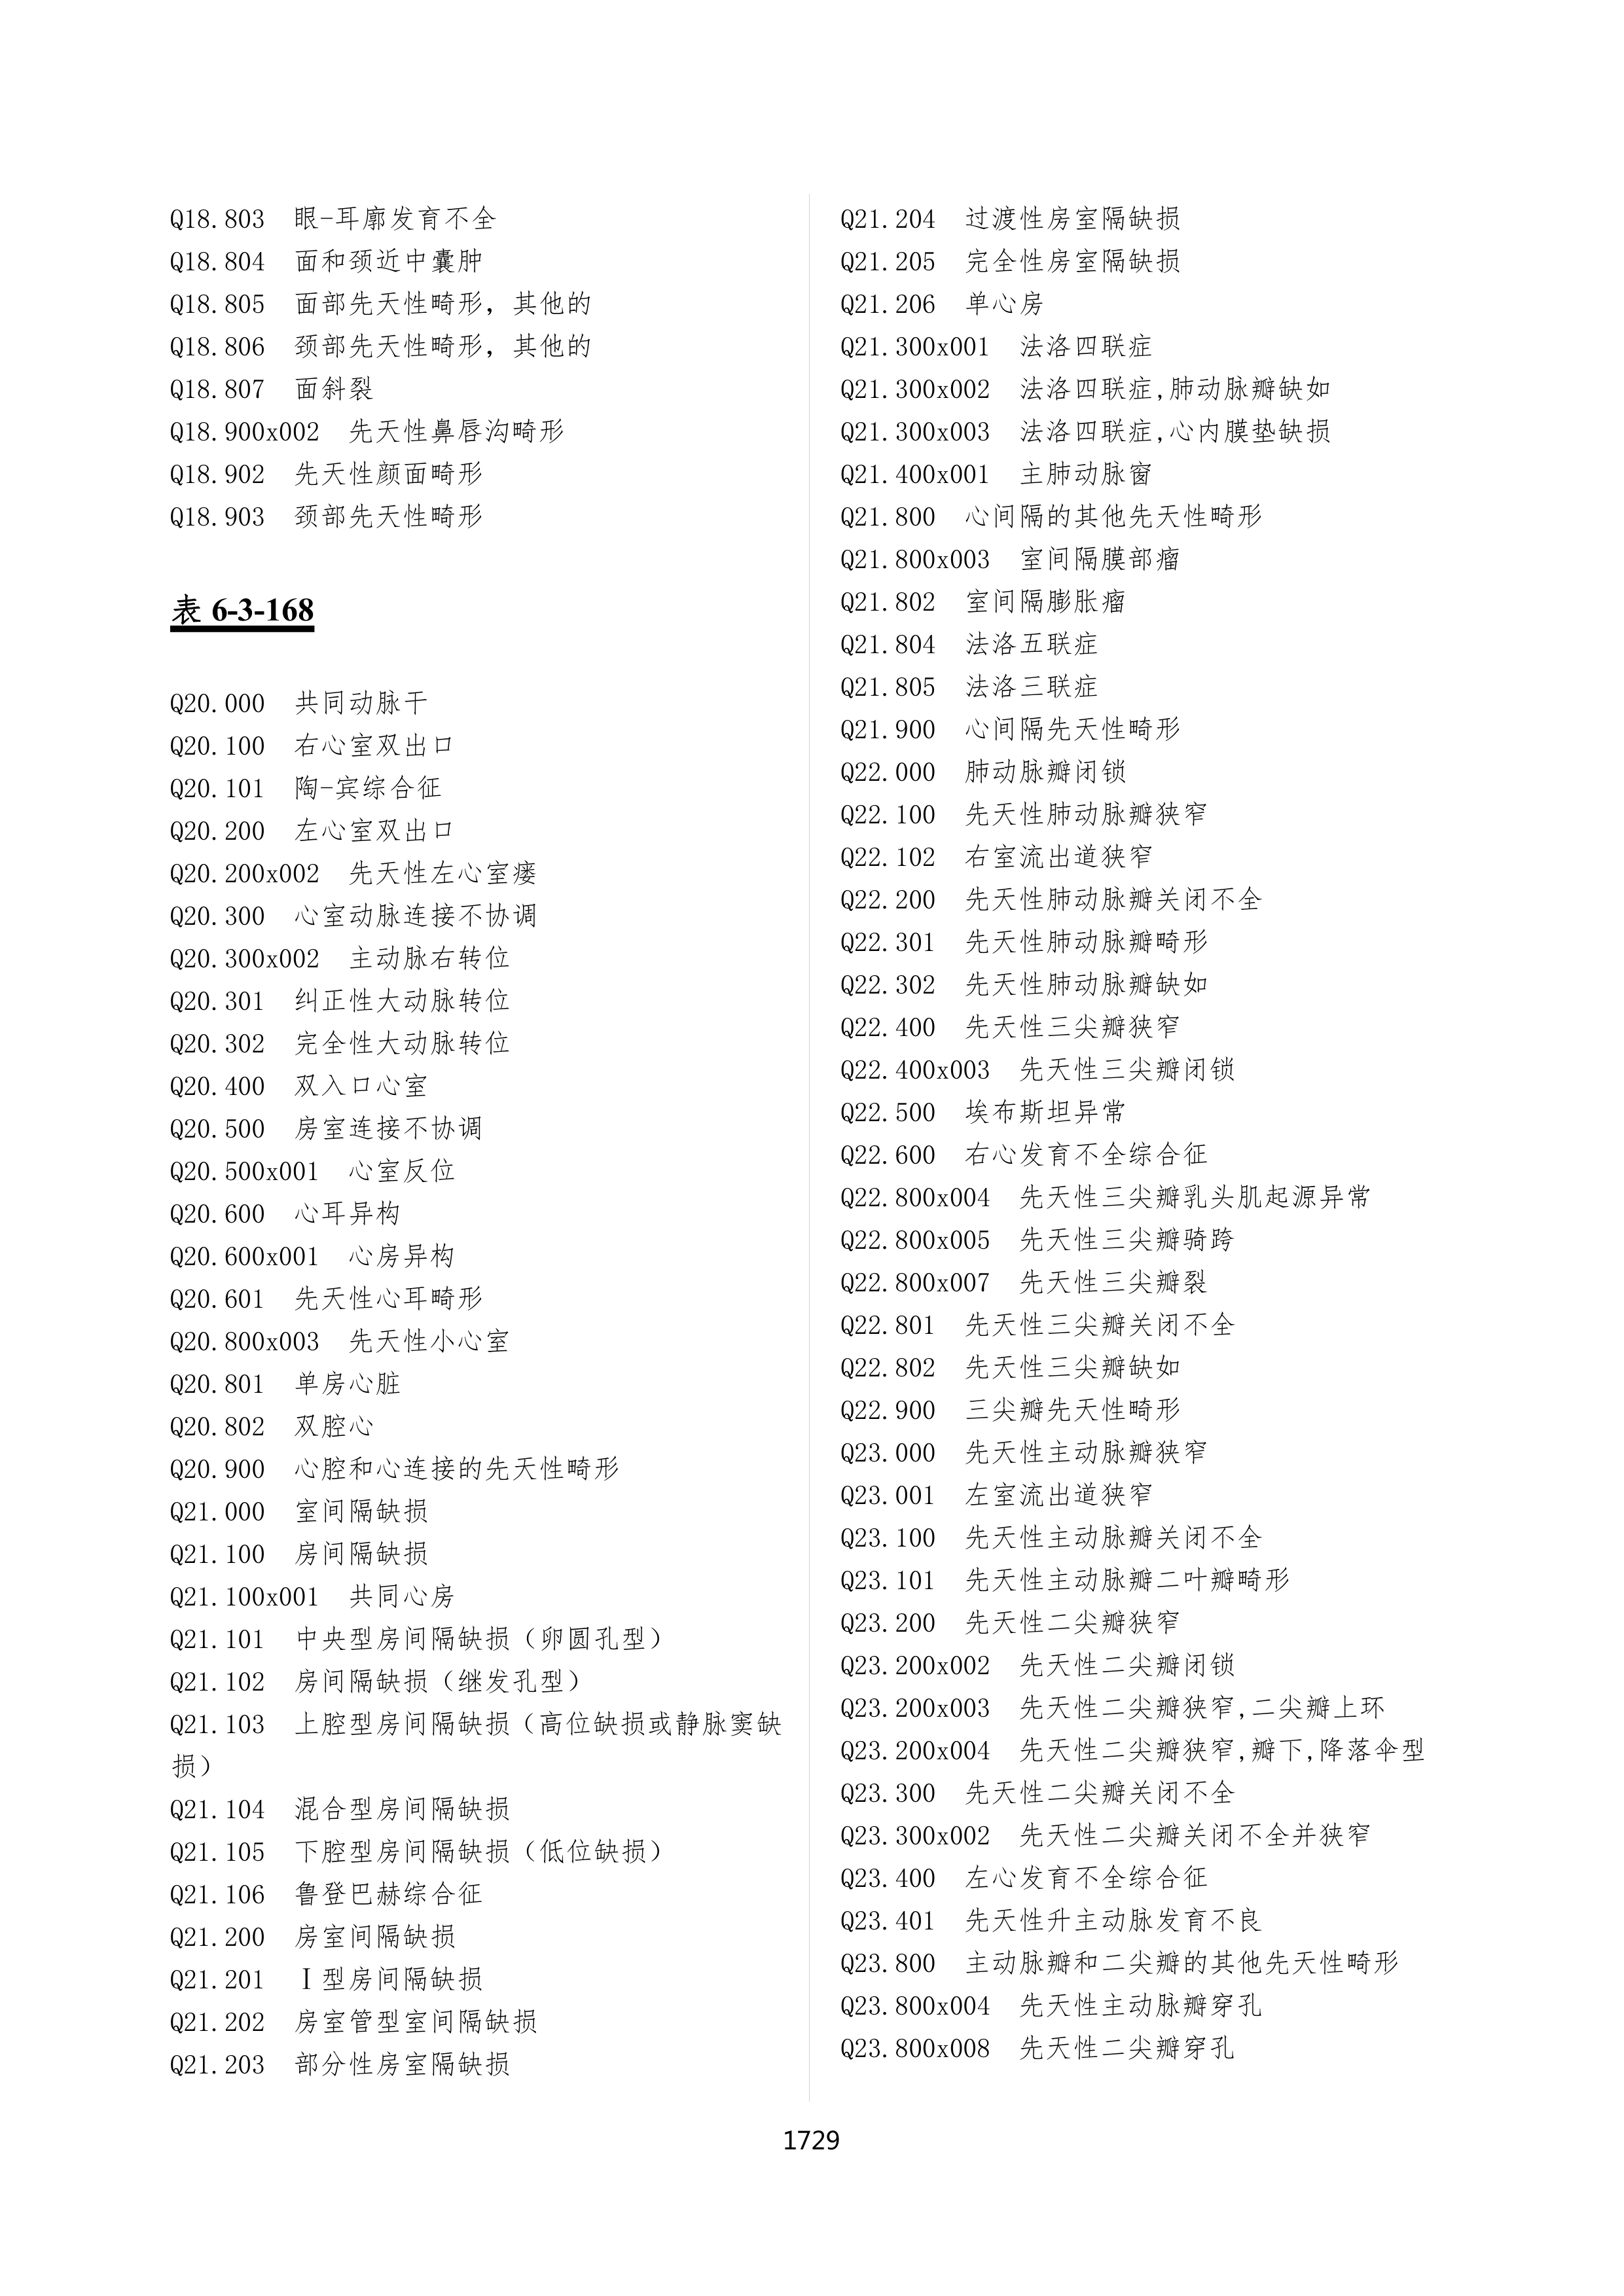 Q18.803 眼-耳廓发育不全
Q18.804 面和颈近中囊肿
Q18.805 面部先天性畸形，其他的
Q18.806 颈部先天性畸形，其他的
Q18.807 面斜裂
Q18.900x002 先天性鼻唇沟畸形
Q18.902 先天性颜面畸形
Q18.903 颈部先天性畸形
表 6-3-168
Q20.000 共同动脉干
Q20.100 右心室双出口
Q20.101 陶-宾综合征
Q20.200 左心室双出口
Q20.200x002 先天性左心室瘘
Q20.300 心室动脉连接不协调
Q20.300x002 主动脉右转位
Q20.301 纠正性大动脉转位
Q20.302 完全性大动脉转位
Q20.400 双入口心室
Q20.500 房室连接不协调
Q20.500x001 心室反位
Q20.600 心耳异构
Q20.600x001 心房异构
Q20.601 先天性心耳畸形
Q20.800x003 先天性小心室
Q20.801 单房心脏
Q20.802 双腔心
Q20.900 心腔和心连接的先天性畸形
Q21.000 室间隔缺损
Q21.100 房间隔缺损
Q21.100x001 共同心房
Q21.101 中央型房间隔缺损（卵圆孔型）
Q21.102 房间隔缺损（继发孔型）
Q21.103 上腔型房间隔缺损（高位缺损或静脉窦缺
损）
Q21.104 混合型房间隔缺损
Q21.105 下腔型房间隔缺损（低位缺损）
Q21.106 鲁登巴赫综合征
Q21.200 房室间隔缺损
Q21.201 Ⅰ型房间隔缺损
Q21.202 房室管型室间隔缺损
Q21.203 部分性房室隔缺损
Q21.204 过渡性房室隔缺损
Q21.205 完全性房室隔缺损
Q21.206 单心房
Q21.300x001 法洛四联症
Q21.300x002 法洛四联症,肺动脉瓣缺如
Q21.300x003 法洛四联症,心内膜垫缺损
Q21.400x001 主肺动脉窗
Q21.800 心间隔的其他先天性畸形
Q21.800x003 室间隔膜部瘤
Q21.802 室间隔膨胀瘤
Q21.804 法洛五联症
Q21.805 法洛三联症
Q21.900 心间隔先天性畸形
Q22.000 肺动脉瓣闭锁
Q22.100 先天性肺动脉瓣狭窄
Q22.102 右室流出道狭窄
Q22.200 先天性肺动脉瓣关闭不全
Q22.301 先天性肺动脉瓣畸形
Q22.302 先天性肺动脉瓣缺如
Q22.400 先天性三尖瓣狭窄
Q22.400x003 先天性三尖瓣闭锁
Q22.500 埃布斯坦异常
Q22.600 右心发育不全综合征
Q22.800x004 先天性三尖瓣乳头肌起源异常
Q22.800x005 先天性三尖瓣骑跨
Q22.800x007 先天性三尖瓣裂
Q22.801 先天性三尖瓣关闭不全
Q22.802 先天性三尖瓣缺如
Q22.900 三尖瓣先天性畸形
Q23.000 先天性主动脉瓣狭窄
Q23.001 左室流出道狭窄
Q23.100 先天性主动脉瓣关闭不全
Q23.101 先天性主动脉瓣二叶瓣畸形
Q23.200 先天性二尖瓣狭窄
Q23.200x002 先天性二尖瓣闭锁
Q23.200x003 先天性二尖瓣狭窄,二尖瓣上环
Q23.200x004 先天性二尖瓣狭窄,瓣下,降落伞型
Q23.300 先天性二尖瓣关闭不全
Q23.300x002 先天性二尖瓣关闭不全并狭窄
Q23.400 左心发育不全综合征
Q23.401 先天性升主动脉发育不良
Q23.800 主动脉瓣和二尖瓣的其他先天性畸形
Q23.800x004 先天性主动脉瓣穿孔
Q23.800x008 先天性二尖瓣穿孔
1729